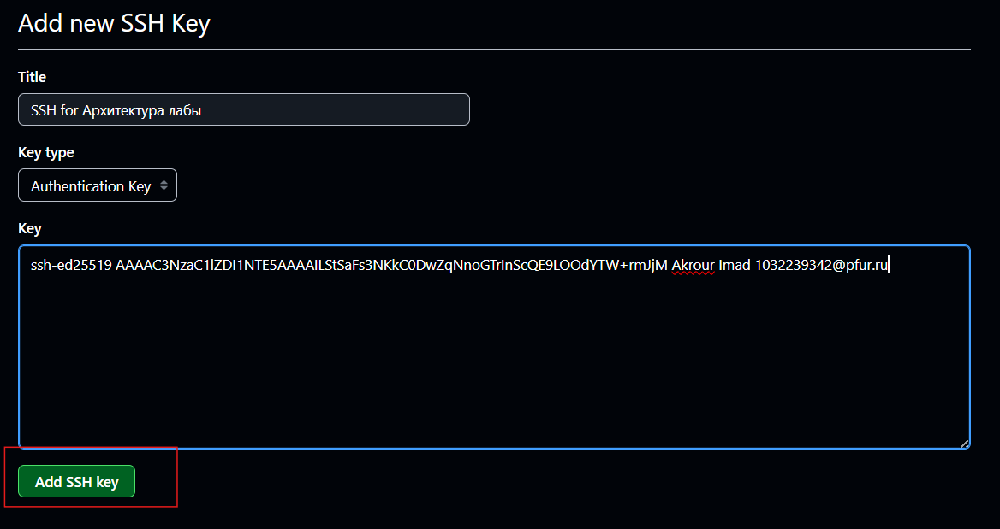 Add new SSH Key
Title
SSH for Архитектура лабы
Key type
Authentication Key
Key
ssh-ed25519 AAAAC3NzaC1lZDI1NTE5AAAAILStSaFs3NKkC0DwZqNnoGTrInScQE9LOOdYTW+rmJjM Akrour Imad 1032239342@pfur.ru
Add SSH key